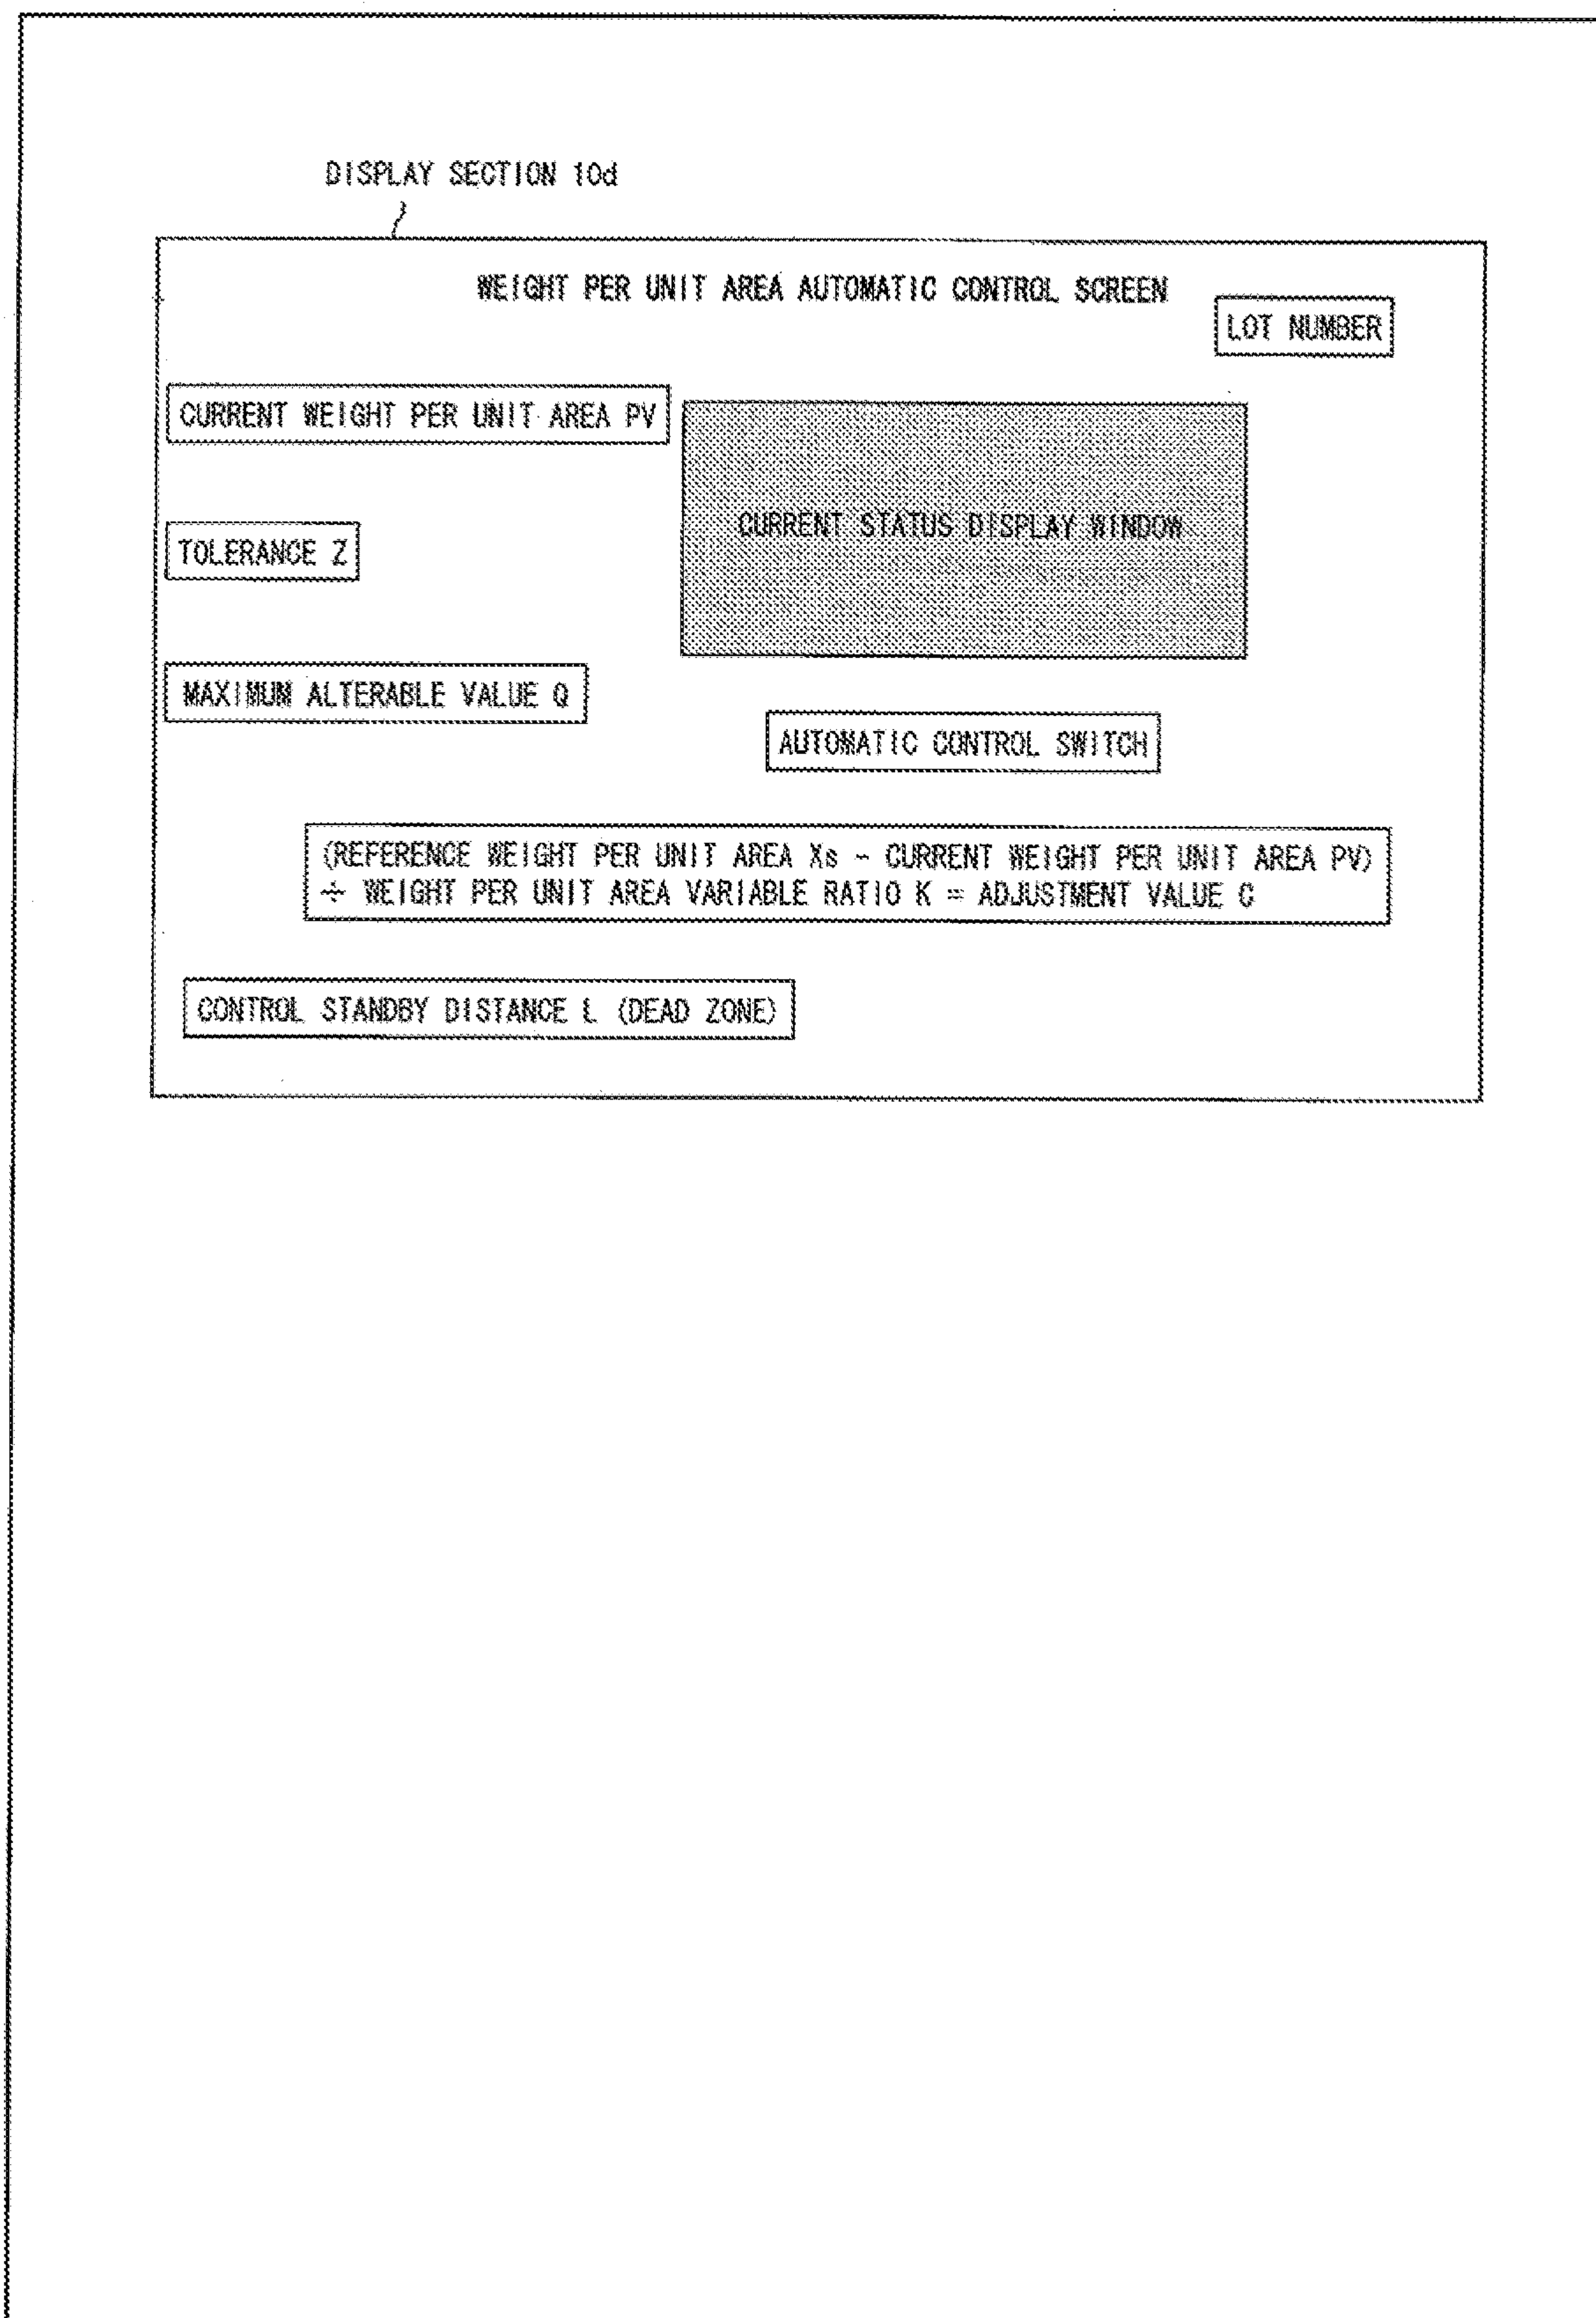 DISPLAY SECTION 10d
WEIGHT PER UNIT AREA AUTOMATIC CONTROL SCREEN
LOT NUMBER
CURRENT WEIGHT PER UNIT AREA PV
CURRENT STATUS DISPLAY WINDOW
TOLERANCE Z
MAXIMUM ALTERABLE VALUE Q
AUTOMATIC CONTROL SWITCH
(REFERENCE WEIGHT PER UNIT AREA Xs - CURRENT WEIGHT PER UNIT AREA PV)
÷ WEIGHT PER UNIT AREA VARIABLE RATIO K = ADJUSTMENT VALUE C
CONTROL STANDBY DISTANCE L (DEAD ZONE)